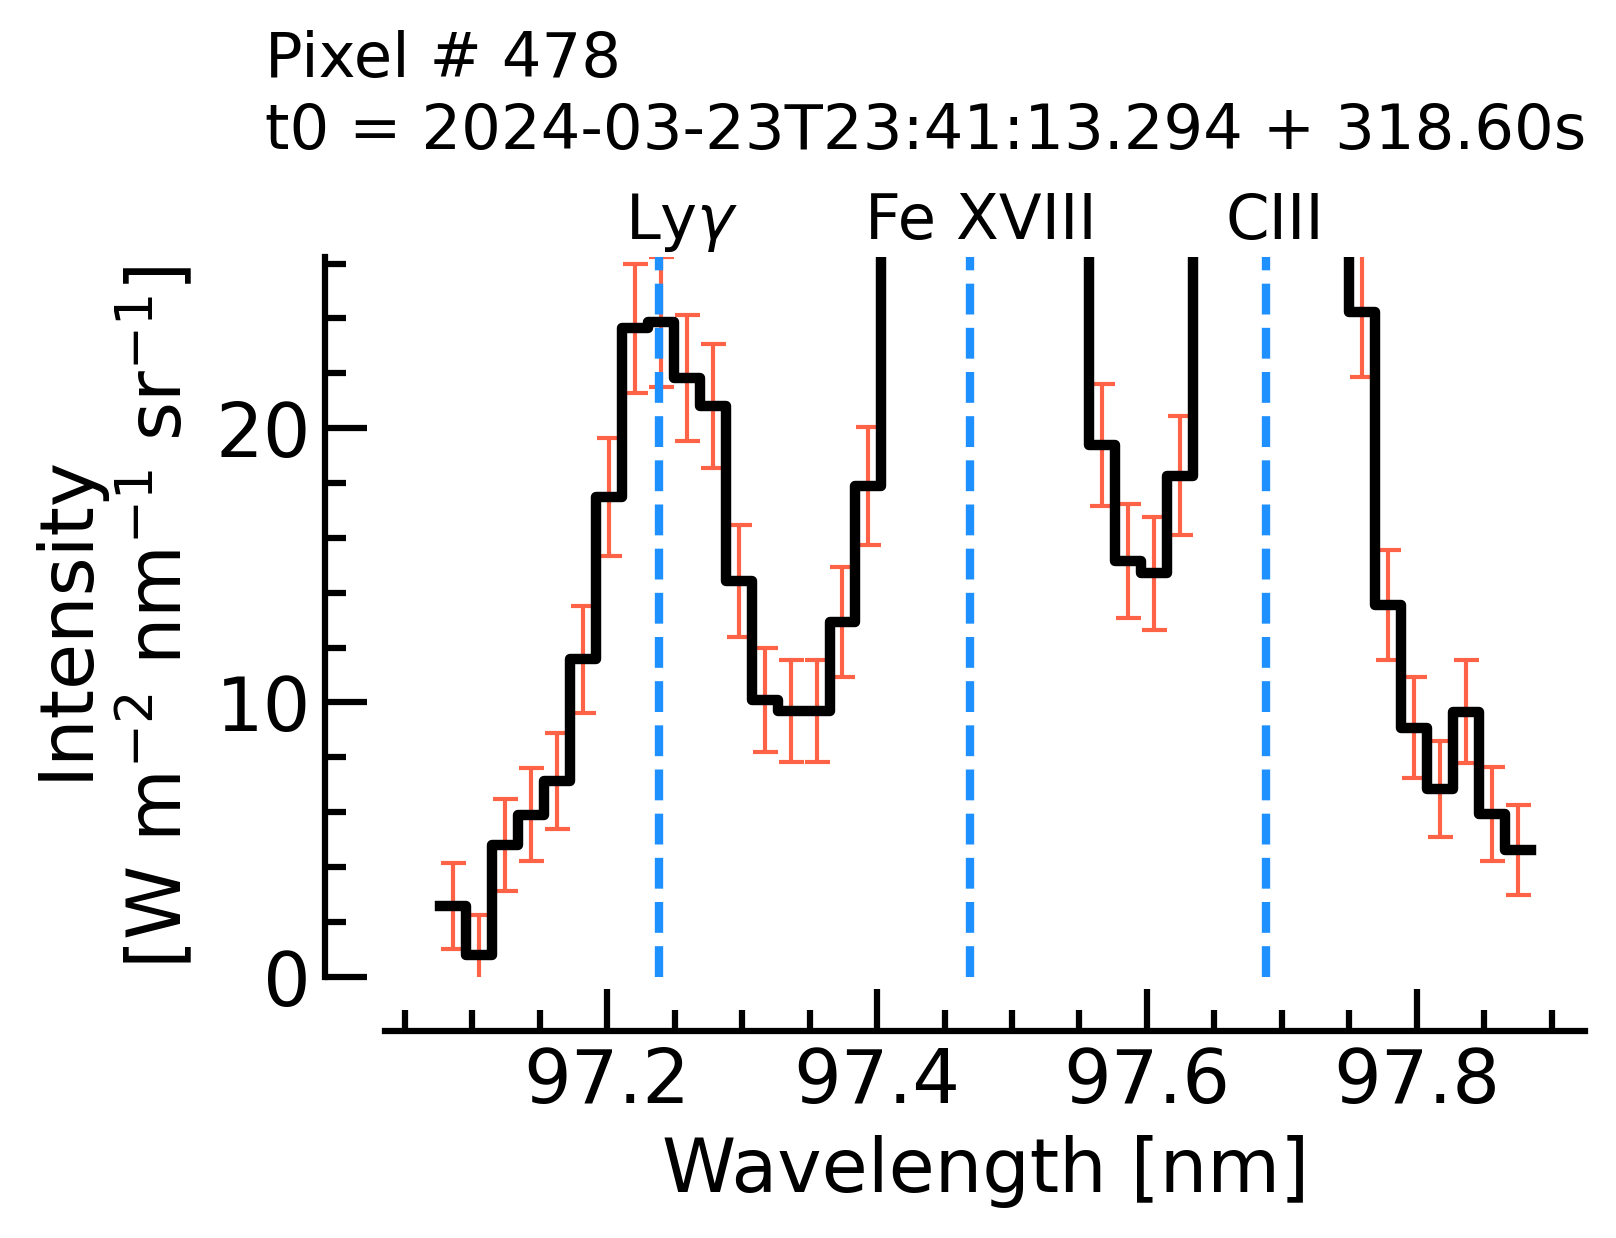 Pixel # 478
t0 = 2024-03-23T23:41:13.294 + 318.60s
Lyγ Fe XVIII CIII
Intensity
[W m⁻² nm⁻¹ sr⁻¹]
20
10
0
97.2 97.4 97.6 97.8
Wavelength [nm]